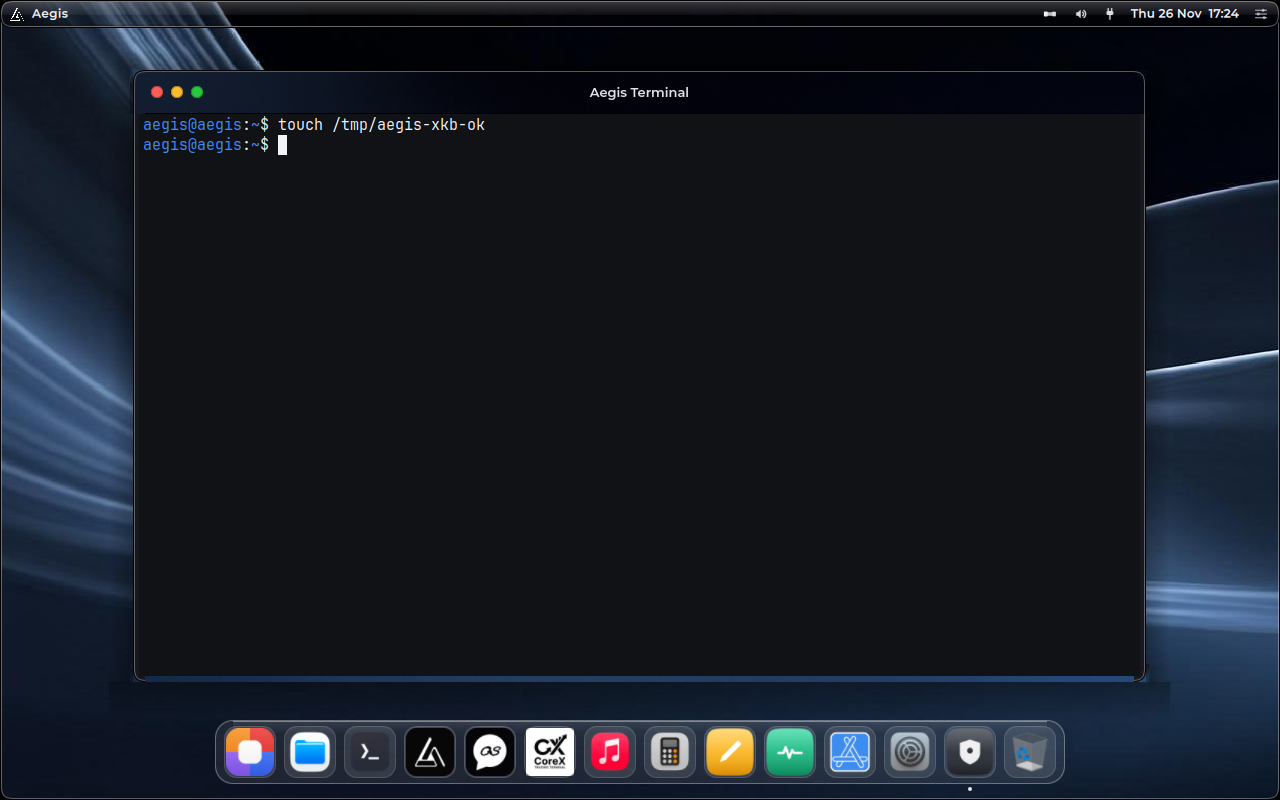 Aegis
Thu 26 Nov 17:24
Aegis Terminal
aegis@aegis:~$ touch /tmp/aegis-xkb-ok
aegis@aegis:~$
as
CX
CoreX